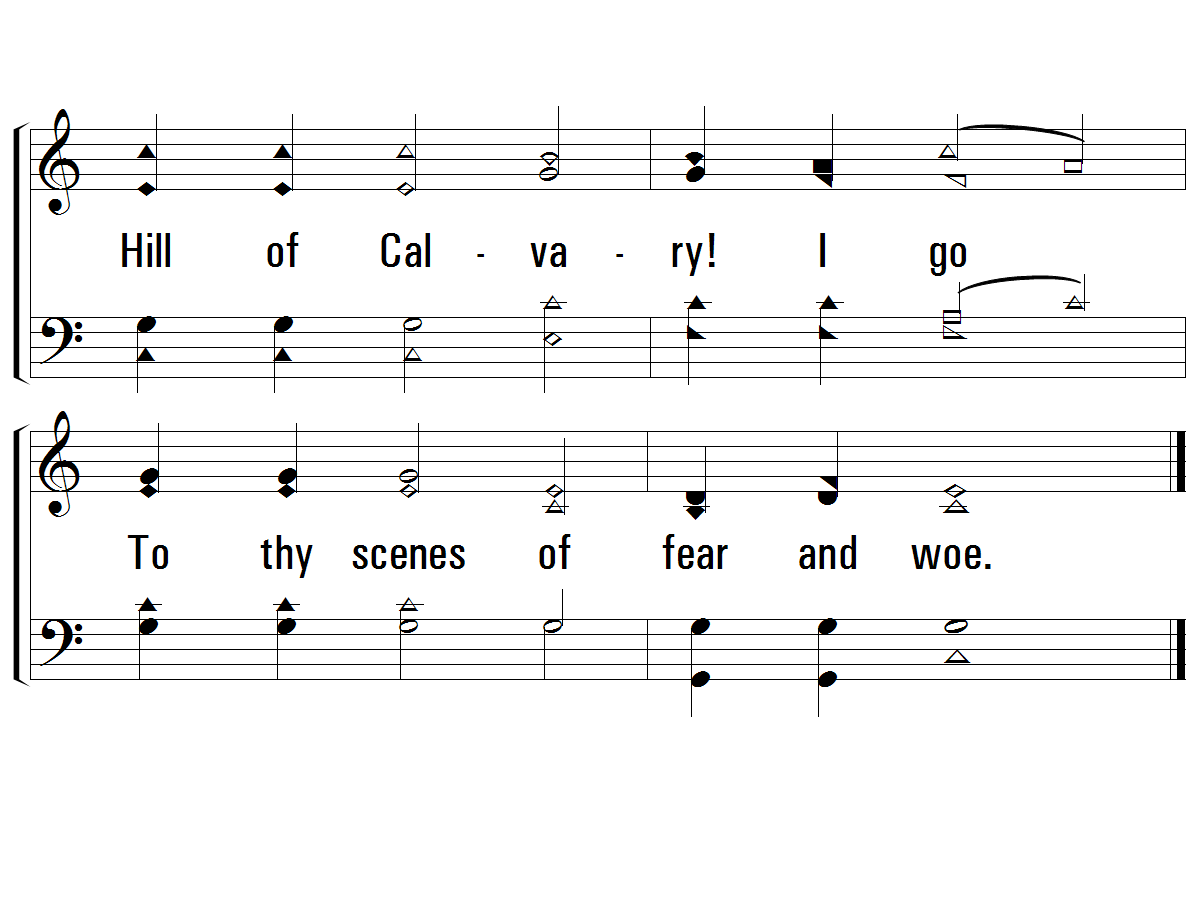 Hill of Cal - va - ry! I go
To thy scenes of fear and woe.